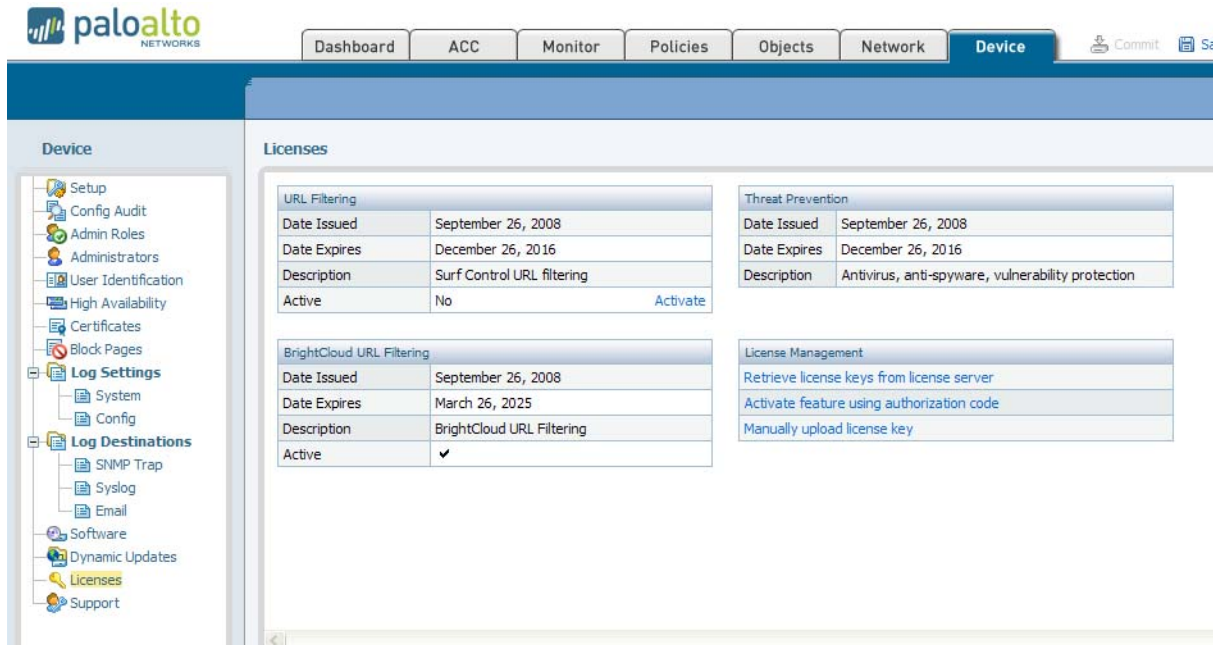 paloalto
NETWORKS
Dashboard
ACC
Monitor
Policies
Objects
Network
Device
Commit
Device
Setup
Config Audit
Admin Roles
Administrators
User Identification
High Availability
Certificates
Block Pages
Log Settings
System
Config
Log Destinations
SNMP Trap
Syslog
Email
Software
Dynamic Updates
Licenses
Support
Licenses
URL Filtering
Date Issued September 26, 2008
Date Expires December 26, 2016
Description Surf Control URL filtering
Active No Activate
Threat Prevention
Date Issued September 26, 2008
Date Expires December 26, 2016
Description Antivirus, anti-spyware, vulnerability protection
BrightCloud URL Filtering
Date Issued September 26, 2008
Date Expires March 26, 2025
Description BrightCloud URL Filtering
Active ✔
License Management
Retrieve license keys from license server
Activate feature using authorization code
Manually upload license key